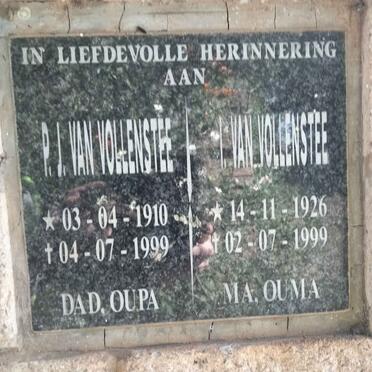 IN LIEFDEVOLLE HERINNERING
AAN
P. J. VAN VOLLENSTEE
★ 03 - 04 - 1910
† 04 - 07 - 1999
DAD, OUPA
I. VAN VOLLENSTEE
★ 14 - 11 - 1926
† 02 - 07 - 1999
MA, OUMA